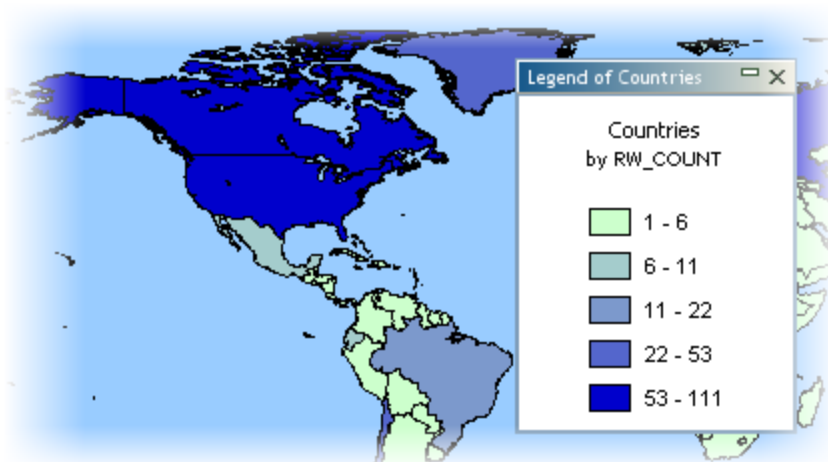 Legend of Countries
Countries
by RW_COUNT
1 - 6
6 - 11
11 - 22
22 - 53
53 - 111